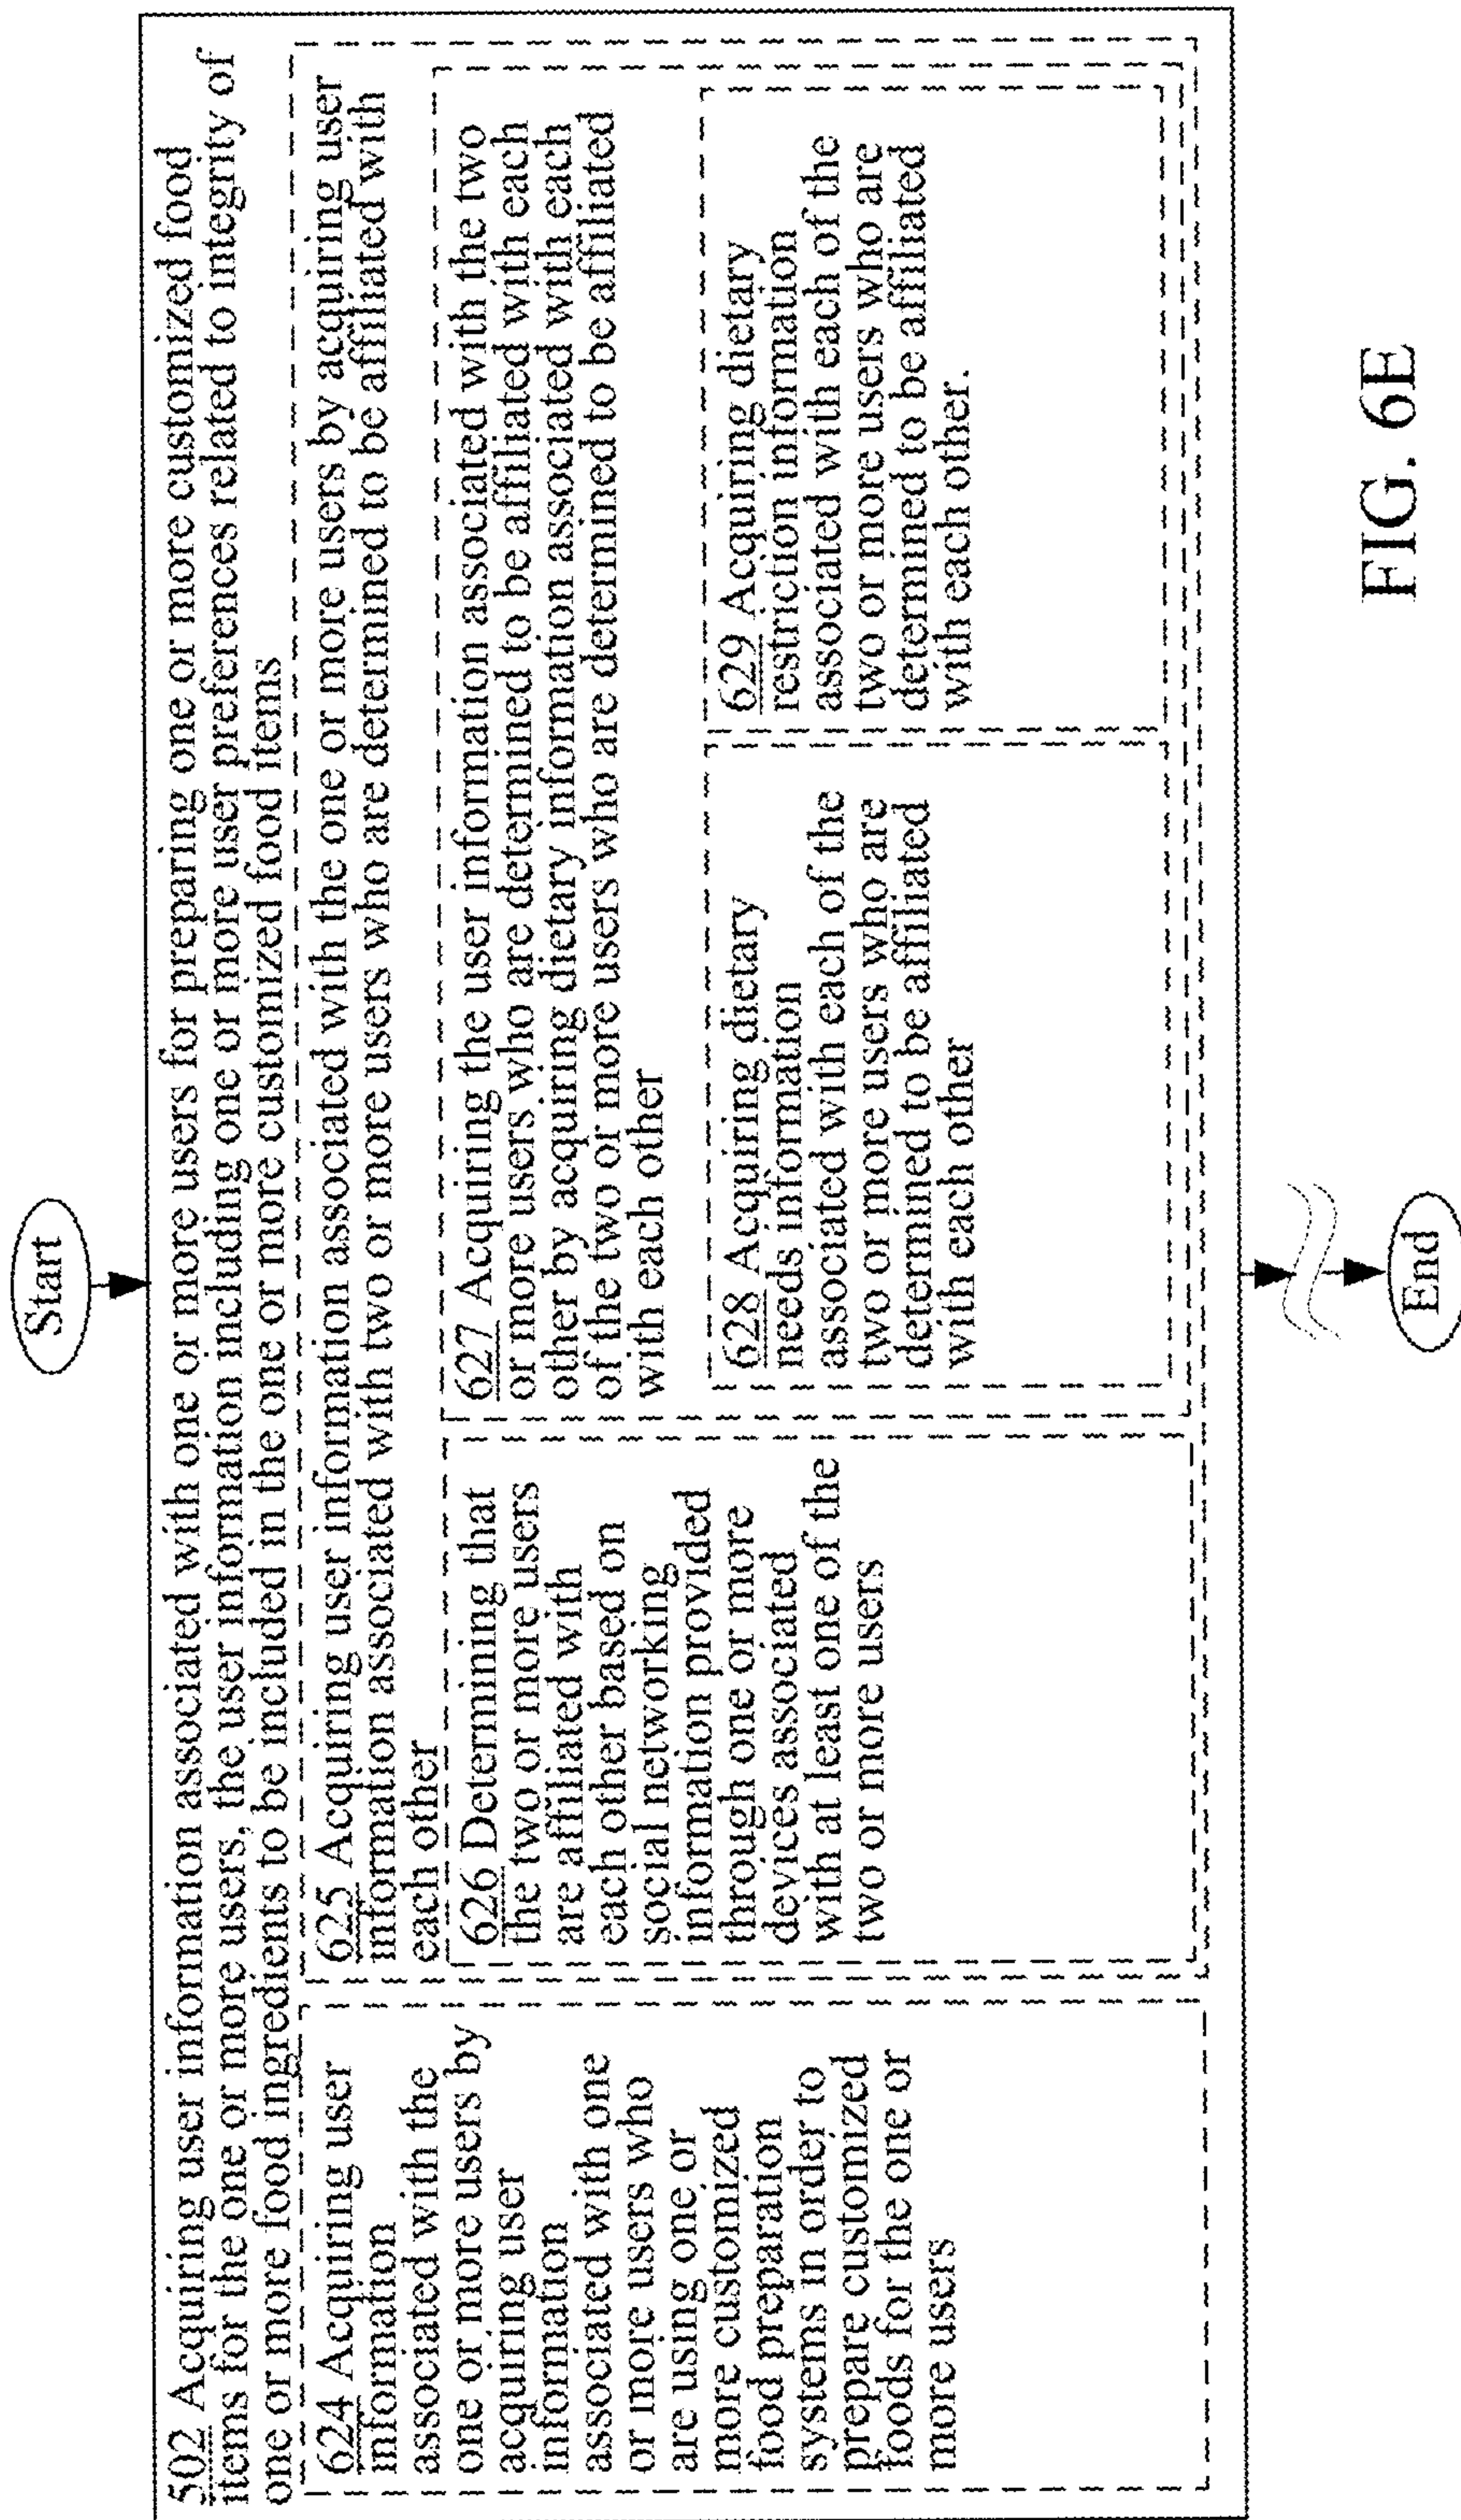 Start
502 Acquiring user information associated with one or more users for preparing one or more customized food
items for the one or more users, the user information including one or more user preferences related to integrity of
one or more food ingredients to be included in the one or more customized food items
624 Acquiring user
information
associated with the
one or more users by
acquiring user
information
associated with one
or more users who
are using one or
more customized
food preparation
systems in order to
prepare customized
foods for the one or
more users
625 Acquiring user information associated with the one or more users by acquiring user
information associated with two or more users who are determined to be affiliated with
each other
626 Determining that
the two or more users
are affiliated with
each other based on
social networking
information provided
through one or more
devices associated
with at least one of the
two or more users
627 Acquiring the user information associated with the two
or more users who are determined to be affiliated with each
other by acquiring dietary information associated with each
of the two or more users who are determined to be affiliated
with each other
628 Acquiring dietary
needs information
associated with each of the
two or more users who are
determined to be affiliated
with each other
629 Acquiring dietary
restriction information
associated with each of the
two or more users who are
determined to be affiliated
with each other.
End
FIG. 6E